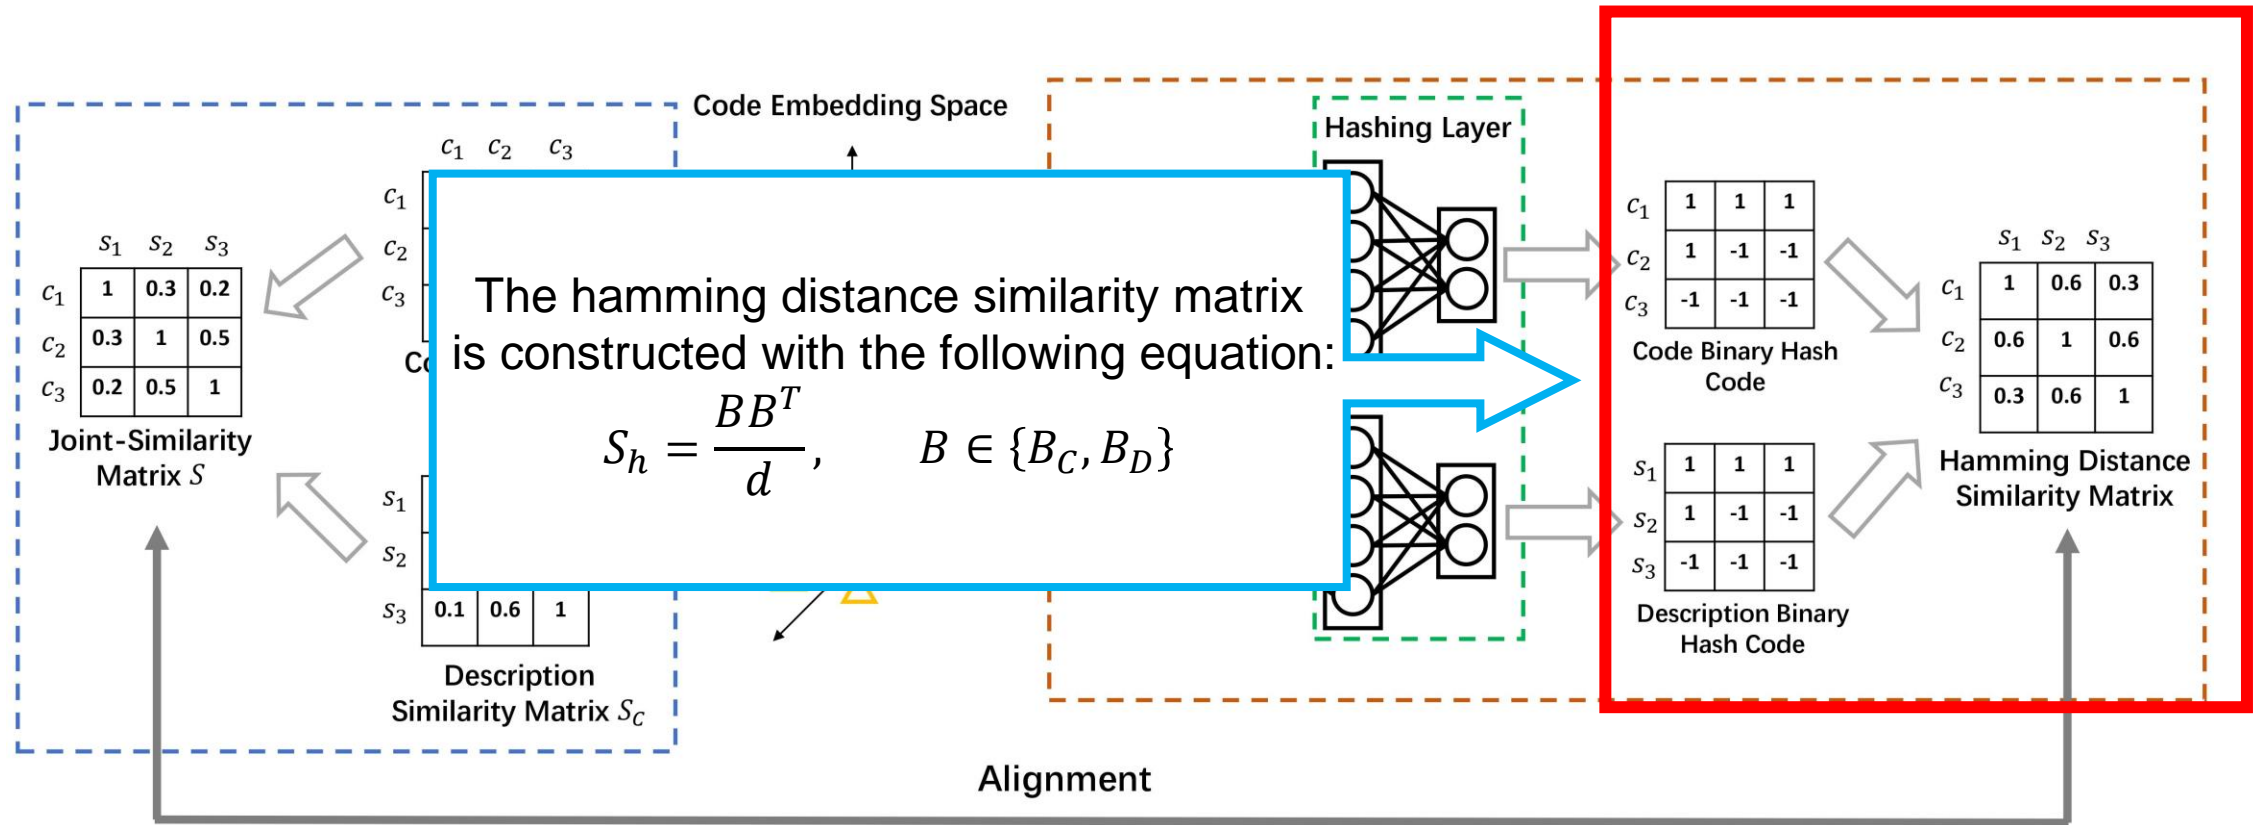 Code Embedding Space
Hashing Layer
c₁ c₂ c₃
c₁
c₂
c₃
s₁ s₂ s₃
c₁ 1 0.3 0.2
c₂ 0.3 1 0.5
c₃ 0.2 0.5 1
Joint-Similarity
Matrix S
The hamming distance similarity matrix
is constructed with the following equation:
S_h = BB^T / d, B ∈ {B_C, B_D}
s₁
s₂
s₃ 0.1 0.6 1
Description
Similarity Matrix S_C
c₁ 1 1 1
c₂ 1 -1 -1
c₃ -1 -1 -1
Code Binary Hash
Code
s₁ 1 1 1
s₂ 1 -1 -1
s₃ -1 -1 -1
Description Binary
Hash Code
s₁ s₂ s₃
c₁ 1 0.6 0.3
c₂ 0.6 1 0.6
c₃ 0.3 0.6 1
Hamming Distance
Similarity Matrix
Alignment